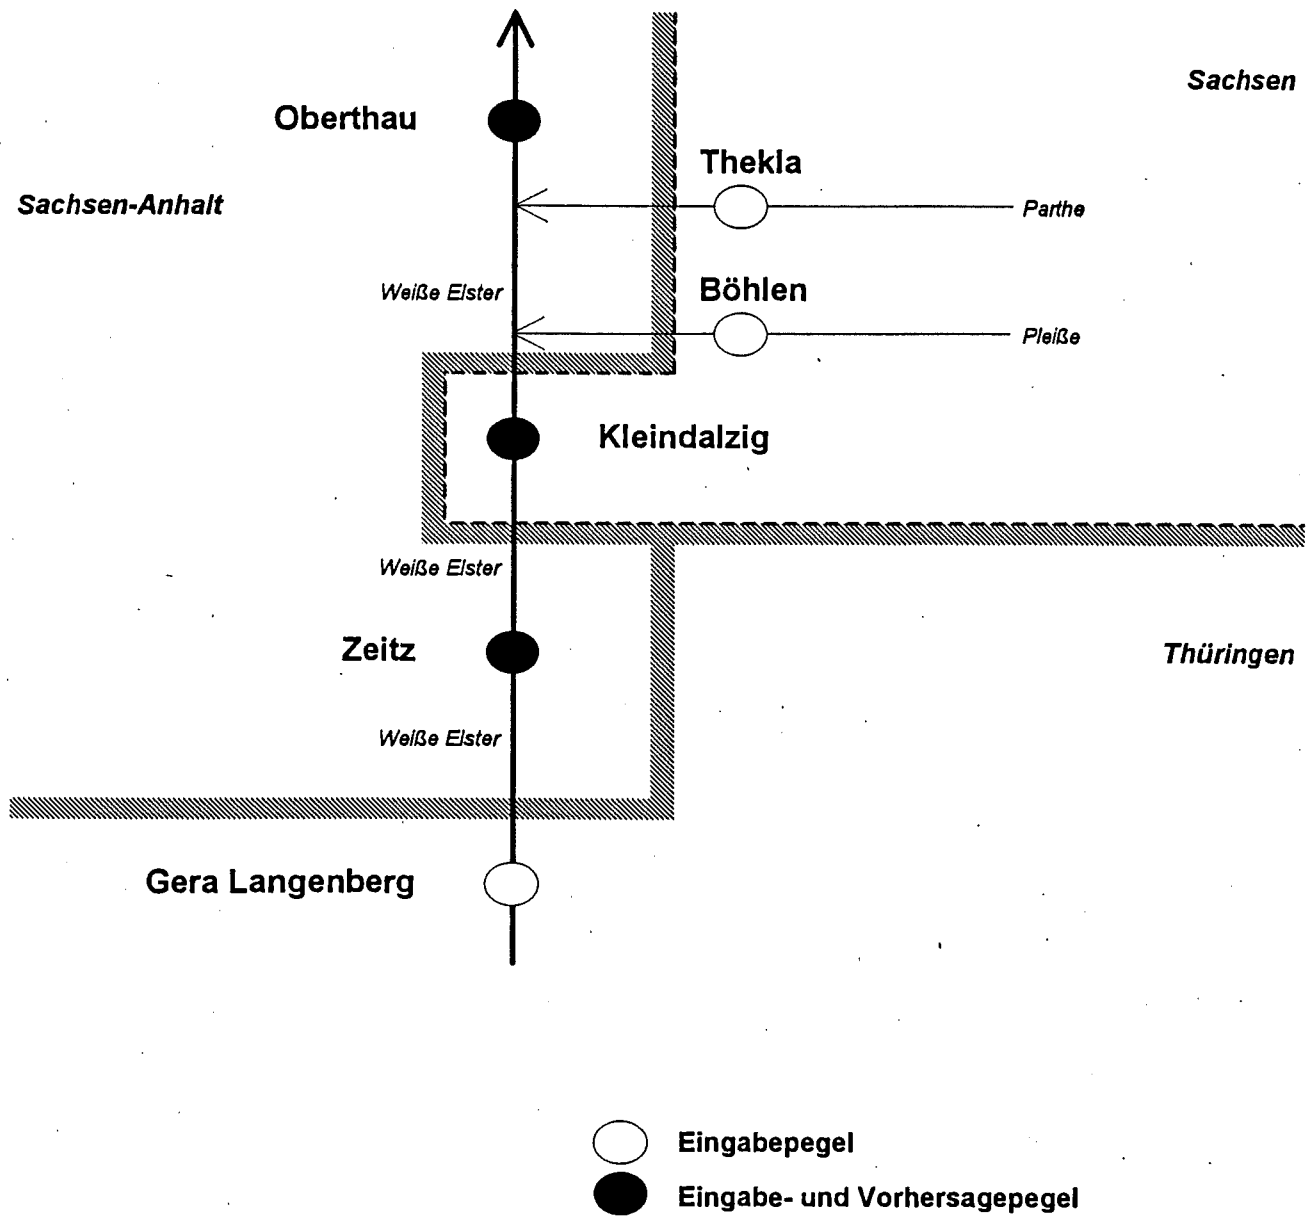 Sachsen
Oberthau
Thekla
Sachsen-Anhalt
Parthe
Weiße Elster
Böhlen
Pleiße
Kleindalzig
Weiße Elster
Zeitz
Thüringen
Weiße Elster
Gera Langenberg
Eingabepegel
Eingabe- und Vorhersagepegel